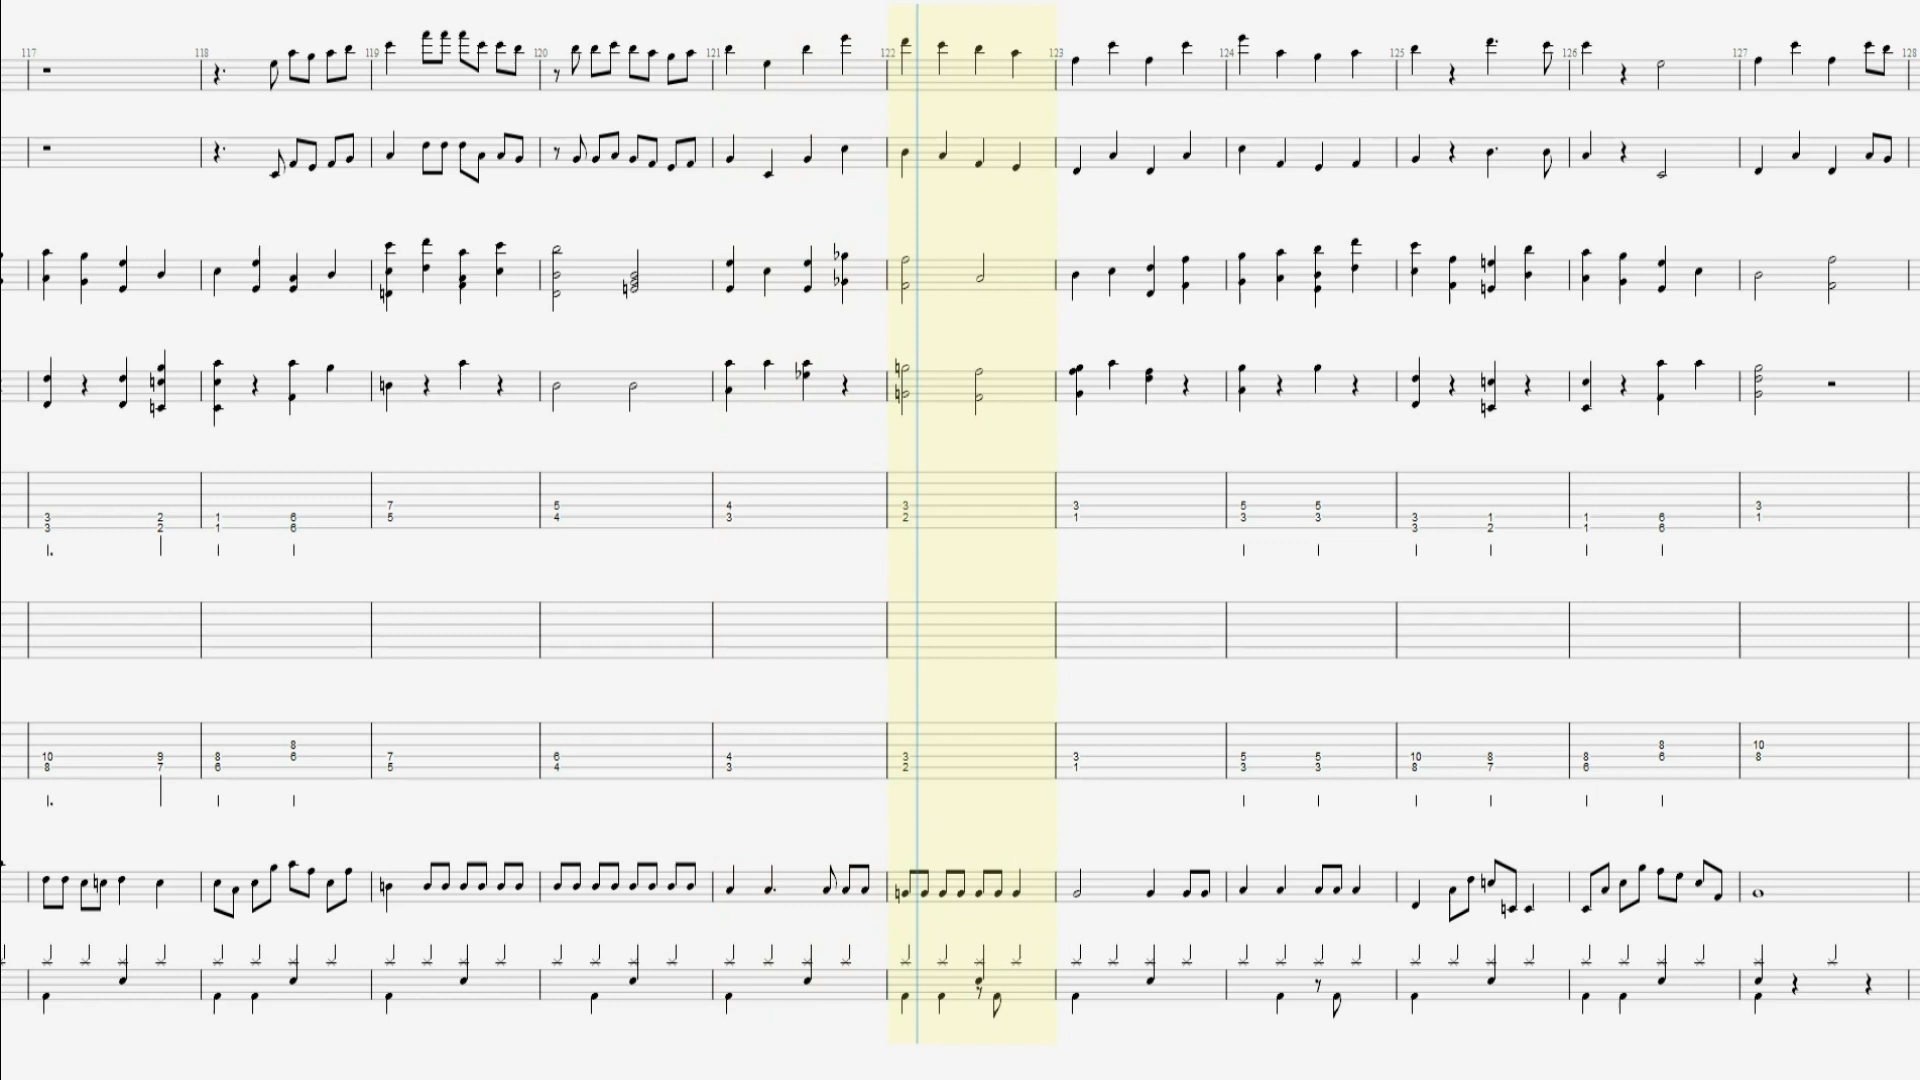 117 118 119 120 121 122 123 124 125 126 127 128
7 5 4 3 3 5 5 3
3 2 1 6 1 3 1 6
3 2 1 6 5 4 3 2 1 3 3 3 2 1 6 1
8 8 10
10 9 8 6 7 6 4 3 3 5 5 10 8 8 6 8
8 7 6 5 4 3 2 1 3 3 8 7 6